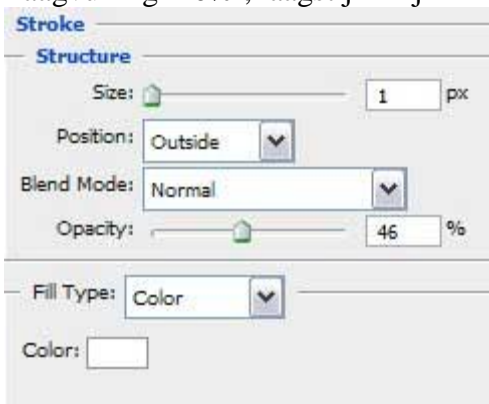 Stroke
Structure
Size: 1 px
Position: Outside
Blend Mode: Normal
Opacity: 46 %
Fill Type: Color
Color: